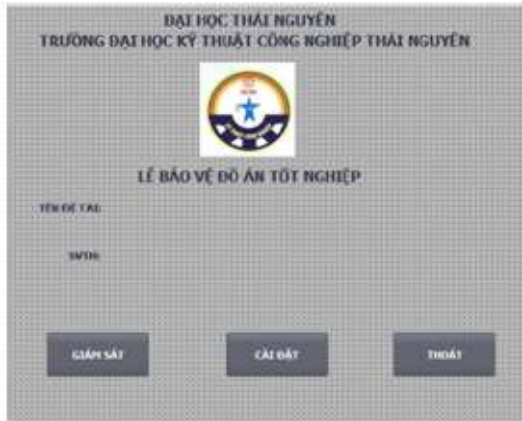 ĐẠI HỌC THÁI NGUYÊN
TRƯỜNG ĐẠI HỌC KỸ THUẬT CÔNG NGHIỆP THÁI NGUYÊN
LỄ BẢO VỆ ĐỒ ÁN TỐT NGHIỆP
TÊN ĐỀ TÀI:
SVTH:
GIÁM SÁT
CÀI ĐẶT
THOÁT